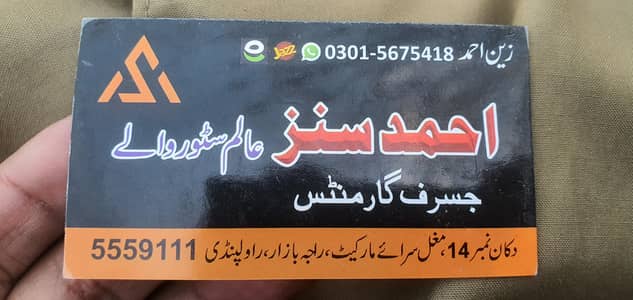 زین احمد 0301-5675418 Jazz
احمد سنز عالم سٹور والے
جسرف گارمنٹس
دکان نمبر 14، مغل سرائے مارکیٹ، راجہ بازار، راولپنڈی 5559111